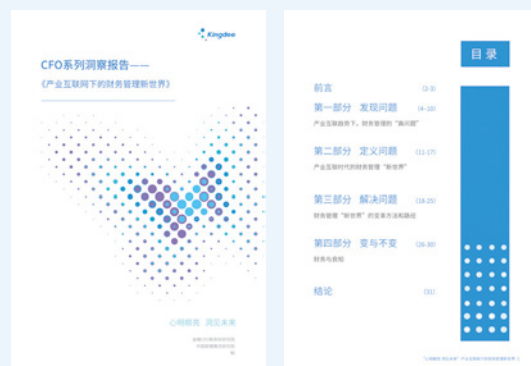 Kingdee
CFO系列洞察报告——
《产业互联网下的财务管理新世界》
心明眼亮 洞见未来
目录
前言 (2-3)
第一部分 发现问题 (4-10)
产业互联趋势下，财务管理的“真问题”
第二部分 定义问题 (11-17)
产业互联时代的财务管理“新世界”
第三部分 解决问题 (18-25)
财务管理“新世界”的变革方法和路径
第四部分 变与不变 (26-30)
财务与良知
结论 (31)